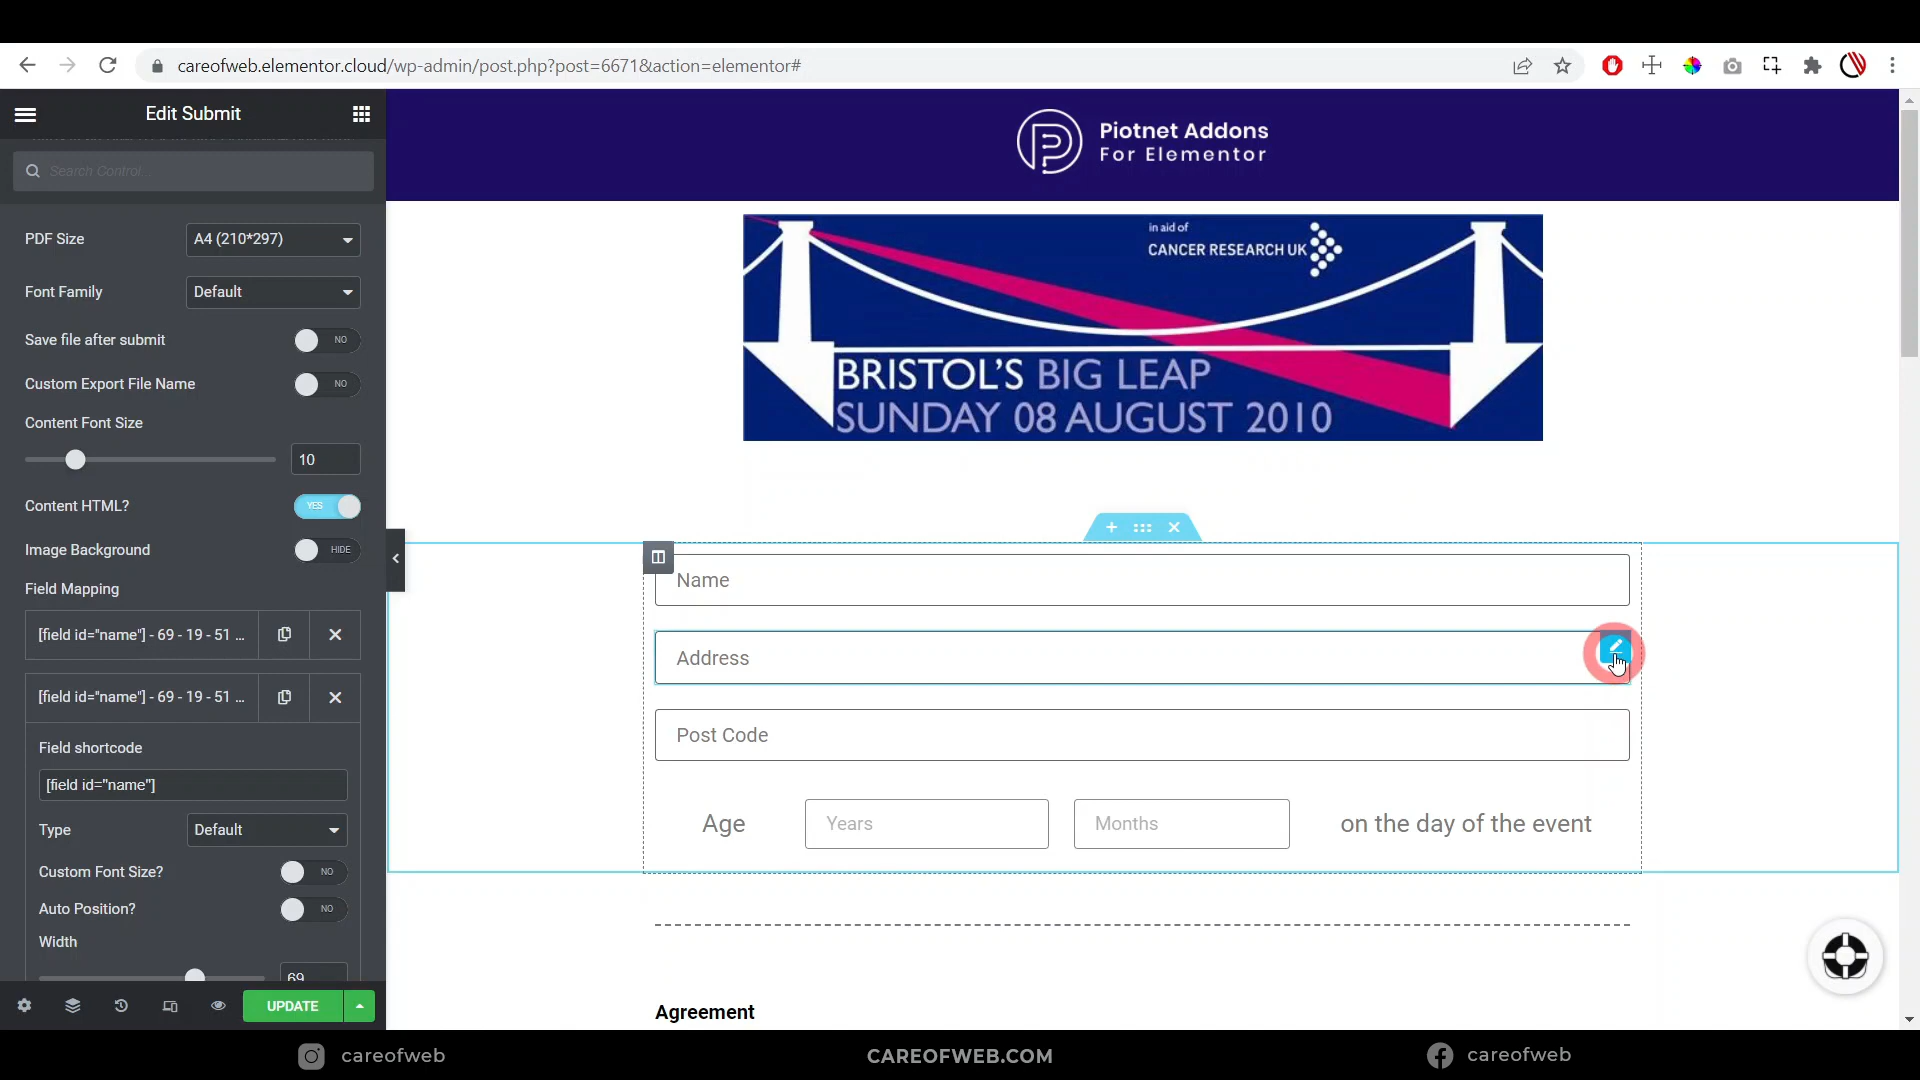 careofweb.elementor.cloud/wp-admin/post.php?post=6671&action=elementor#
Edit Submit
Search Control...
PDF Size
A4 (210*297)
Font Family
Default
Save file after submit
NO
Custom Export File Name
NO
Content Font Size
10
Content HTML?
YES
Image Background
HIDE
Field Mapping
[field id="name"] - 69 - 19 - 51 ...
[field id="name"] - 69 - 19 - 51 ...
Field shortcode
[field id="name"]
Type
Default
Custom Font Size?
NO
Auto Position?
NO
Width
69
UPDATE
Piotnet Addons
For Elementor
in aid of
CANCER RESEARCH UK
BRISTOL'S BIG LEAP
SUNDAY 08 AUGUST 2010
Name
Address
Post Code
Age
Years
Months
on the day of the event
Agreement
careofweb
CAREOFWEB.COM
careofweb